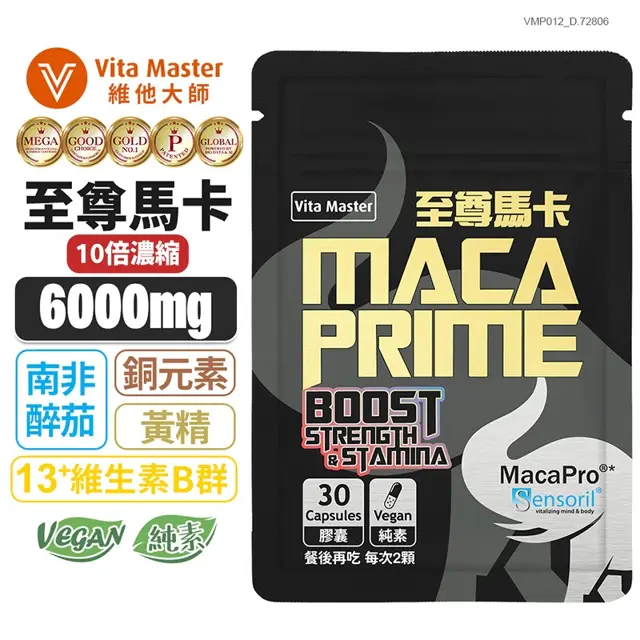 VMP012_D.72806
Vita Master
維他大師
MEGA
GOOD
CHOICE
GOLD
NO.1
P
PATENTED
GLOBAL
至尊馬卡
10倍濃縮
6000mg
南非
醉茄
銅元素
黃精
13⁺維生素B群
VEGAN 純素
Vita Master
至尊馬卡
MACA
PRIME
BOOST
STRENGTH
& STAMINA
30
Capsules
膠囊
Vegan
純素
餐後再吃 每次2顆
MacaPro®*
Sensoril®
vitalizing mind & body